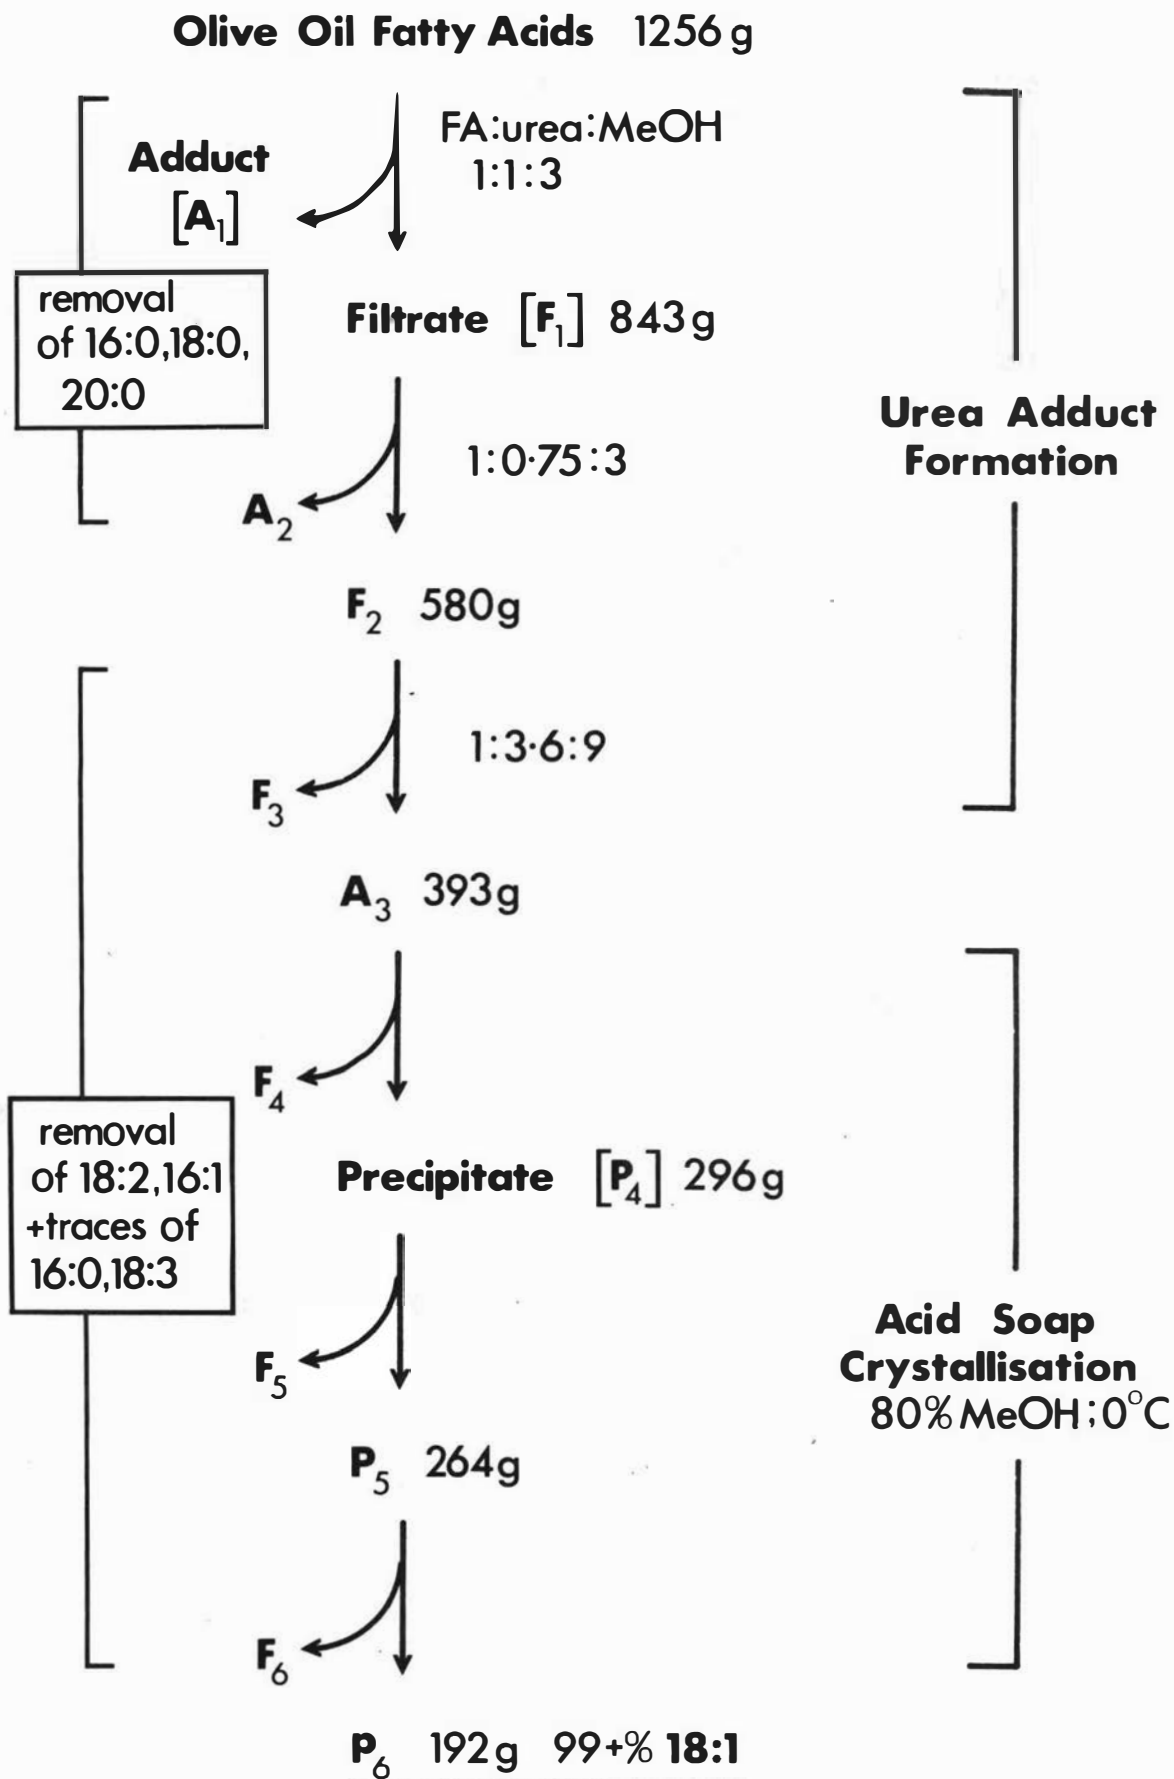 Olive Oil Fatty Acids 1256 g
FA:urea:MeOH
1:1:3
Adduct
[A₁]
removal
of 16:0,18:0,
20:0
Filtrate [F₁] 843 g
Urea Adduct
Formation
1:0·75:3
A₂
F₂ 580g
1:3·6:9
F₃
A₃ 393g
F₄
removal
of 18:2,16:1
+traces of
16:0,18:3
Precipitate [P₄] 296g
Acid Soap
Crystallisation
80% MeOH;0°C
F₅
P₅ 264g
F₆
P₆ 192g 99+% 18:1